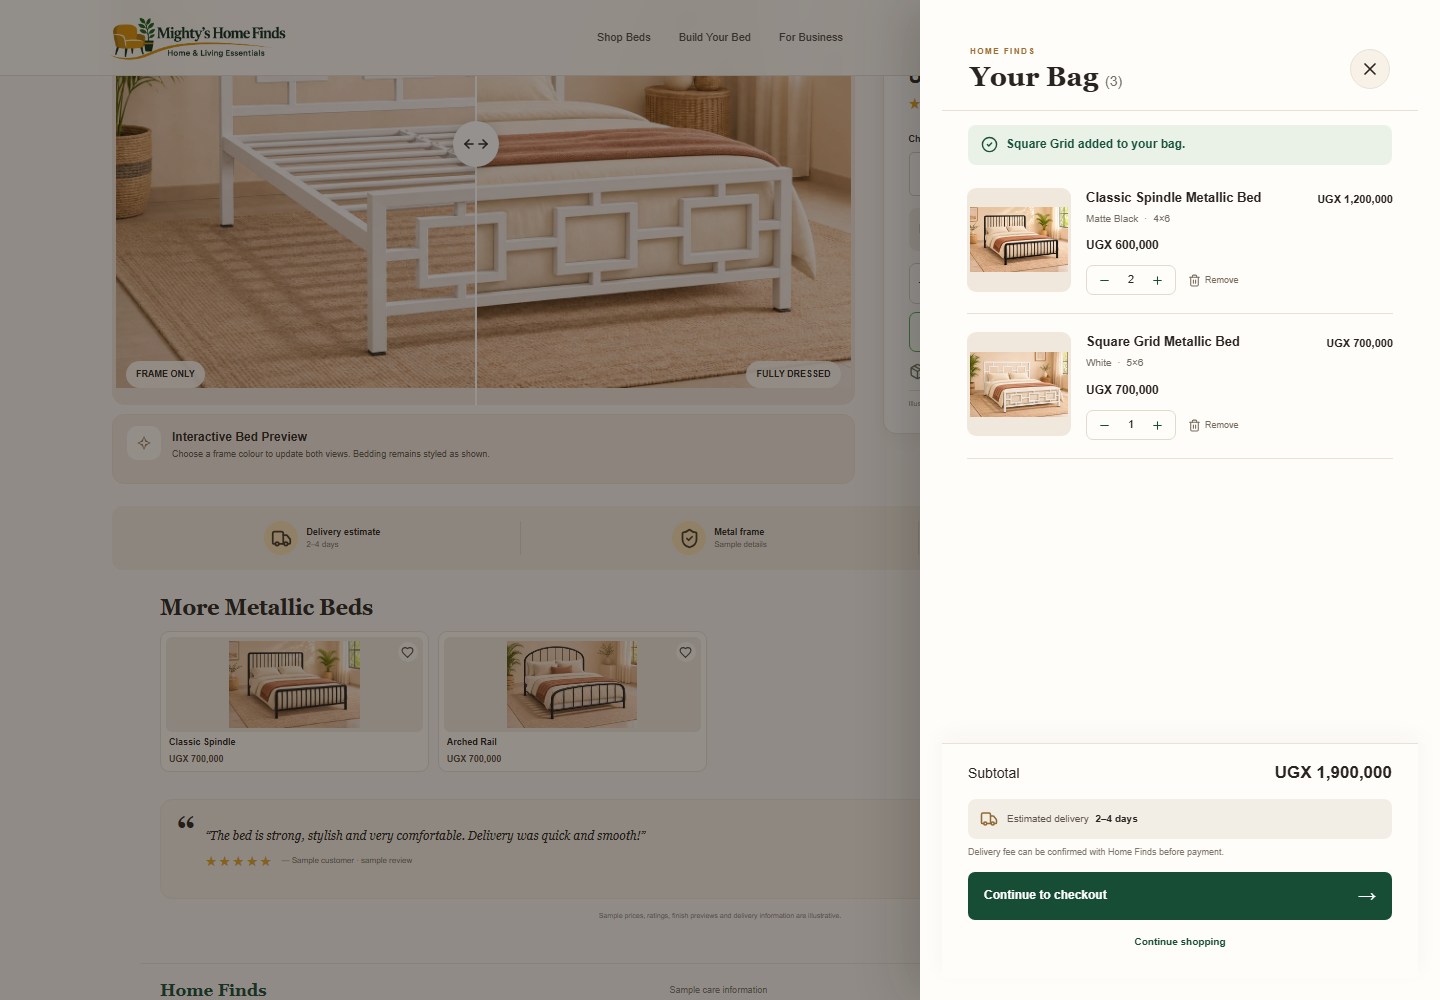 Mighty's Home Finds
Home & Living Essentials
Shop Beds
Build Your Bed
For Business
FRAME ONLY
FULLY DRESSED
Interactive Bed Preview
Choose a frame colour to update both views. Bedding remains styled as shown.
Delivery estimate
2–4 days
Metal frame
Sample details
More Metallic Beds
Classic Spindle
UGX 700,000
Arched Rail
UGX 700,000
“
“The bed is strong, stylish and very comfortable. Delivery was quick and smooth!”
★★★★★ — Sample customer · sample review
Sample prices, ratings, finish previews and delivery information are illustrative.
Home Finds
Sample care information
HOME FINDS
Your Bag (3)
Square Grid added to your bag.
Classic Spindle Metallic Bed
UGX 1,200,000
Matte Black · 4×6
UGX 600,000
− 2 +
Remove
Square Grid Metallic Bed
UGX 700,000
White · 5×6
UGX 700,000
− 1 +
Remove
Subtotal
UGX 1,900,000
Estimated delivery 2–4 days
Delivery fee can be confirmed with Home Finds before payment.
Continue to checkout →
Continue shopping